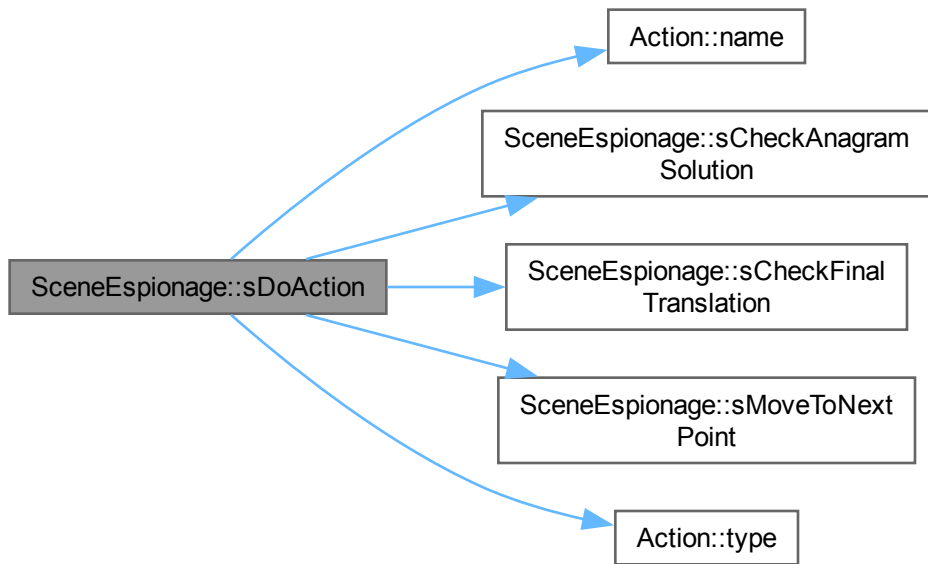 Action::name
SceneEspionage::sCheckAnagram
Solution
SceneEspionage::sDoAction
SceneEspionage::sCheckFinal
Translation
SceneEspionage::sMoveToNext
Point
Action::type